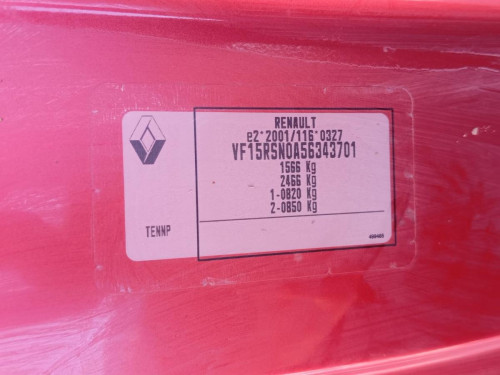 RENAULT
e2*2001/116*0327
VF15RSN0A56343701
1566 Kg
2466 Kg
1-0820 Kg
2-0850 Kg
TENNP